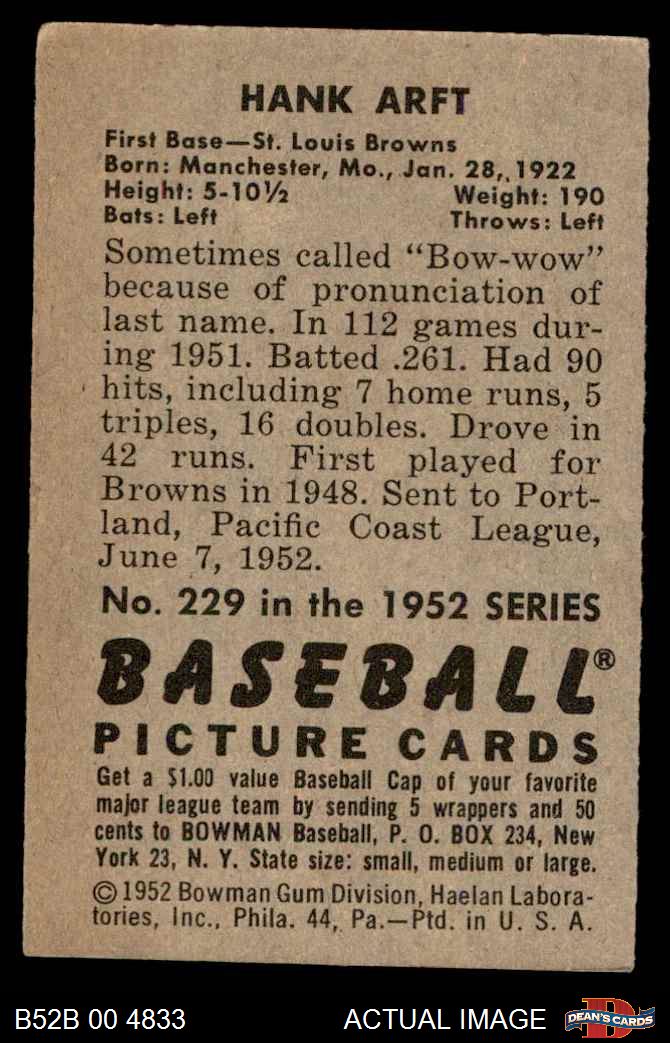 HANK ARFT
First Base—St. Louis Browns
Born: Manchester, Mo., Jan. 28,, 1922
Height: 5-10½ Weight: 190
Bats: Left Throws: Left
Sometimes called “Bow-wow”
because of pronunciation of
last name. In 112 games dur-
ing 1951. Batted .261. Had 90
hits, including 7 home runs, 5
triples, 16 doubles. Drove in
42 runs. First played for
Browns in 1948. Sent to Port-
land, Pacific Coast League,
June 7, 1952.
No. 229 in the 1952 SERIES
BASEBALL®
PICTURE CARDS
Get a $1.00 value Baseball Cap of your favorite
major league team by sending 5 wrappers and 50
cents to BOWMAN Baseball, P. O. BOX 234, New
York 23, N. Y. State size: small, medium or large.
©1952 Bowman Gum Division, Haelan Labora-
tories, Inc., Phila. 44, Pa.—Ptd. in U. S. A.
B52B 00 4833 ACTUAL IMAGE DEAN'S CARDS